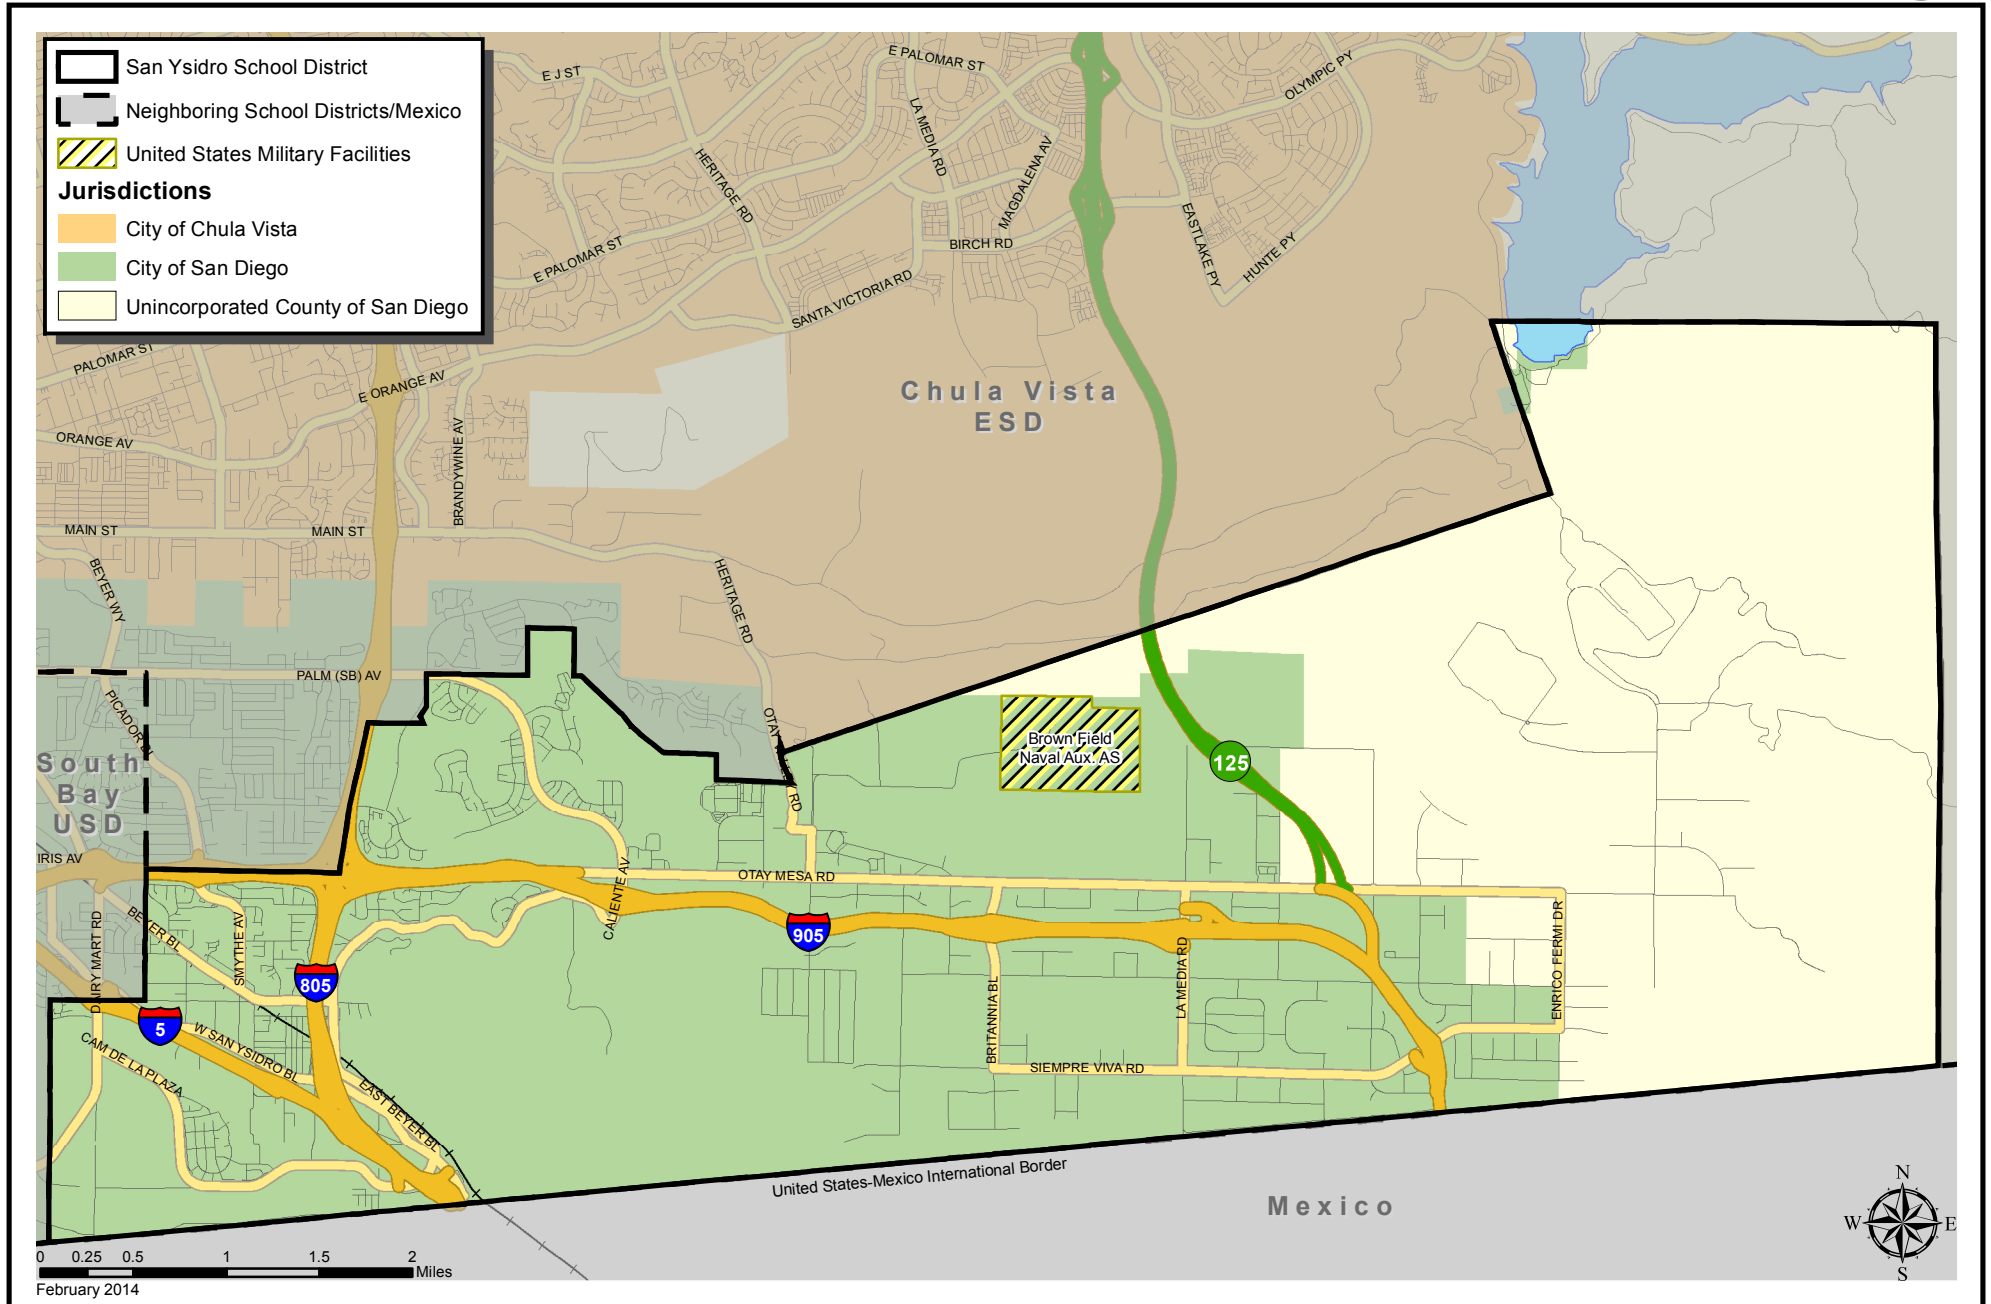 San Ysidro School District
Neighboring School Districts/Mexico
United States Military Facilities
Jurisdictions
City of Chula Vista
City of San Diego
Unincorporated County of San Diego
E J ST
E PALOMAR ST
OLYMPIC PY
LA MEDIA RD
HERITAGE RD
MAGDALENA AV
EASTLAKE PY
HUNTE PY
BIRCH RD
E PALOMAR ST
SANTA VICTORIA RD
PALOMAR ST
E ORANGE AV
Chula Vista
ESD
ORANGE AV
BRANDYWINE AV
MAIN ST
MAIN ST
BEYER WY
HERITAGE RD
PALM (SB) AV
PICADOR BL
OTAY VALLEY RD
Brown Field
Naval Aux. AS
125
South
Bay
USD
IRIS AV
OTAY MESA RD
CALIENTE AV
905
DAIRY MART RD
BEYER BL
SMYTHE AV
805
LA MEDIA RD
ENRICO FERMI DR
BRITANNIA BL
5
W SAN YSIDRO BL
CAM DE LA PLAZA
EAST BEYER BL
SIEMPRE VIVA RD
United States-Mexico International Border
Mexico
N
W
E
S
0 0.25 0.5 1 1.5 2
Miles
February 2014